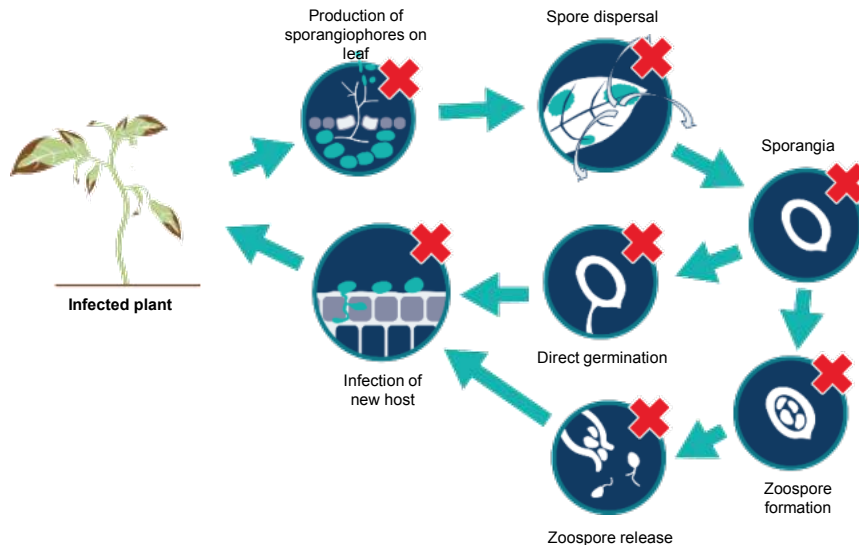 Production of
sporangiophores on
leaf
Spore dispersal
Sporangia
Infected plant
Direct germination
Infection of
new host
Zoospore
formation
Zoospore release